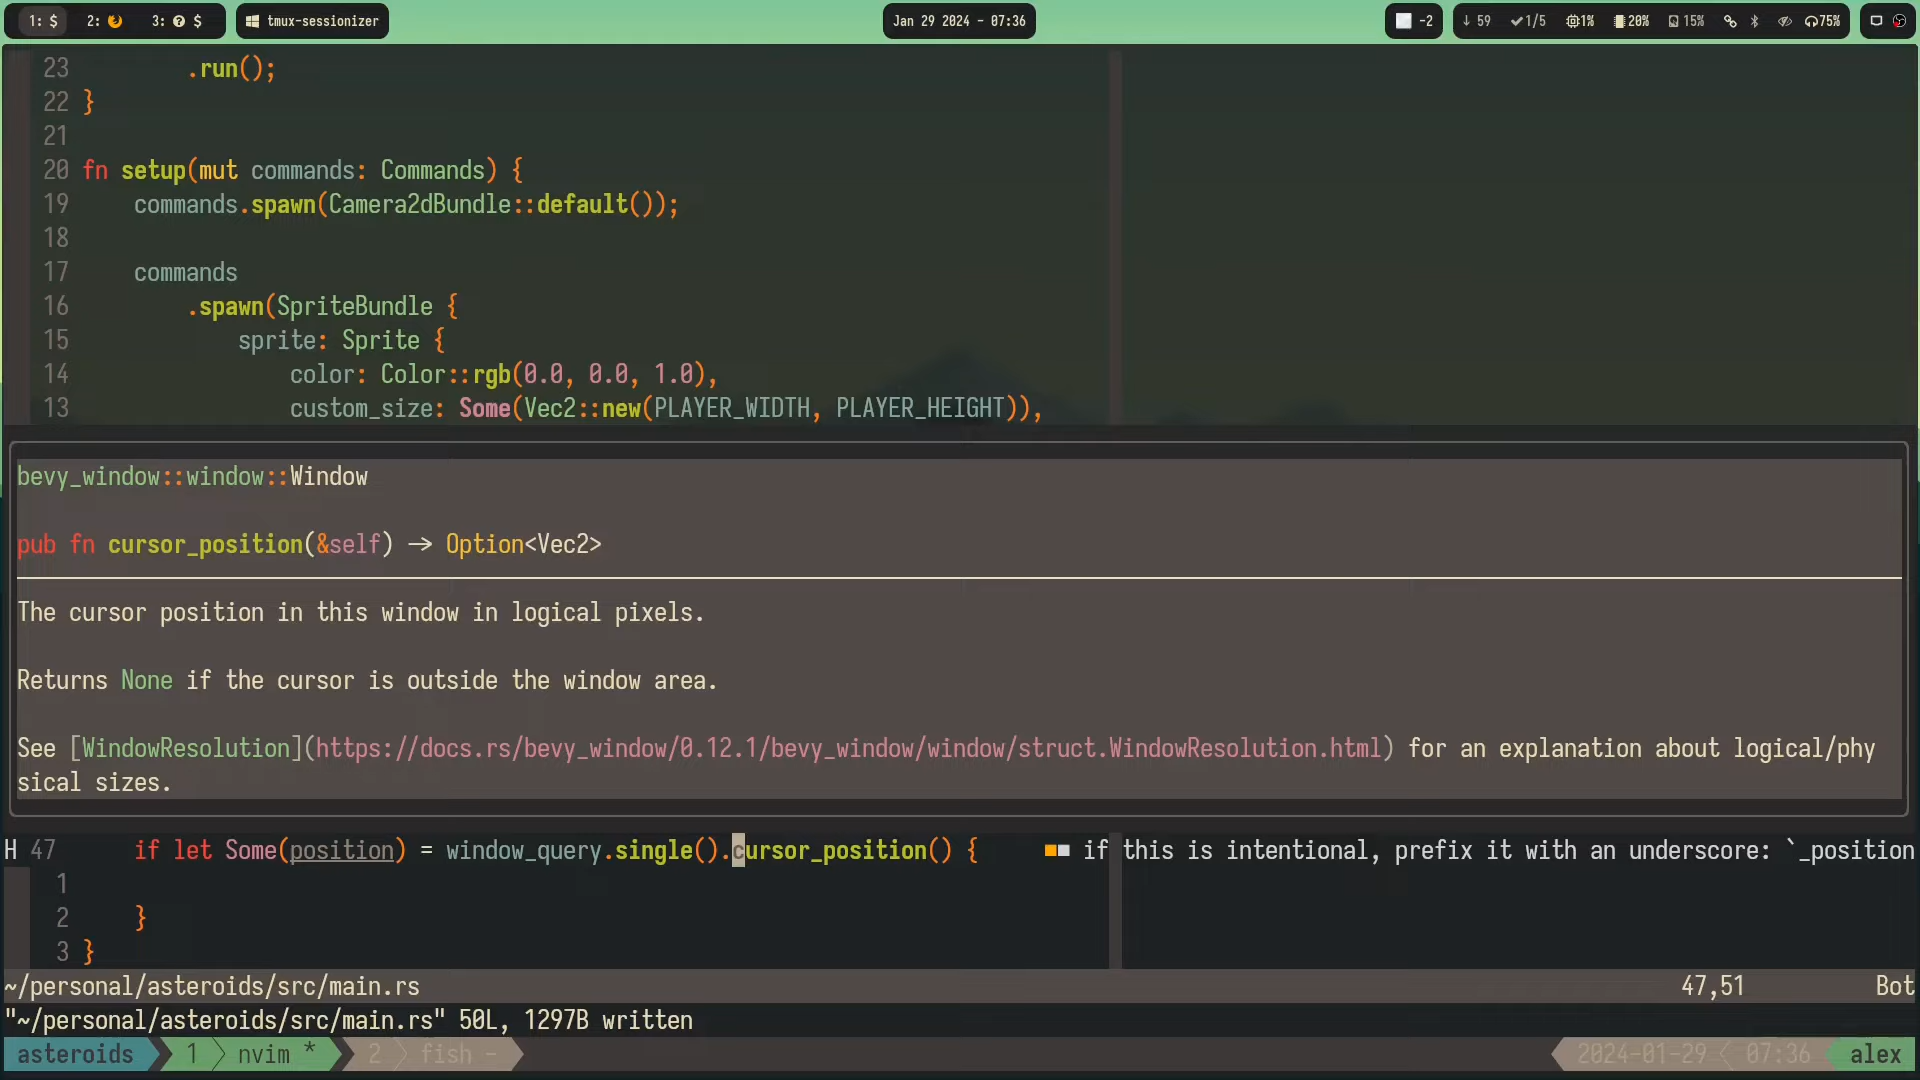 1: $ 2: 3: $ tmux-sessionizer Jan 29 2024 - 07:36 -2 ↓ 59 ✓1/5 1% 20% 15% 75%
23 .run();
22 }
21
20 fn setup(mut commands: Commands) {
19 commands.spawn(Camera2dBundle::default());
18
17 commands
16 .spawn(SpriteBundle {
15 sprite: Sprite {
14 color: Color::rgb(0.0, 0.0, 1.0),
13 custom_size: Some(Vec2::new(PLAYER_WIDTH, PLAYER_HEIGHT)),
bevy_window::window::Window
pub fn cursor_position(&self) -> Option<Vec2>
The cursor position in this window in logical pixels.
Returns None if the cursor is outside the window area.
See [WindowResolution](https://docs.rs/bevy_window/0.12.1/bevy_window/window/struct.WindowResolution.html) for an explanation about logical/phy
sical sizes.
H 47 if let Some(position) = window_query.single().cursor_position() { ■■ if this is intentional, prefix it with an underscore: `_position
1
2 }
3 }
~/personal/asteroids/src/main.rs 47,51 Bot
"~/personal/asteroids/src/main.rs" 50L, 1297B written
asteroids 1 nvim * 2 fish - 2024-01-29 07:36 alex